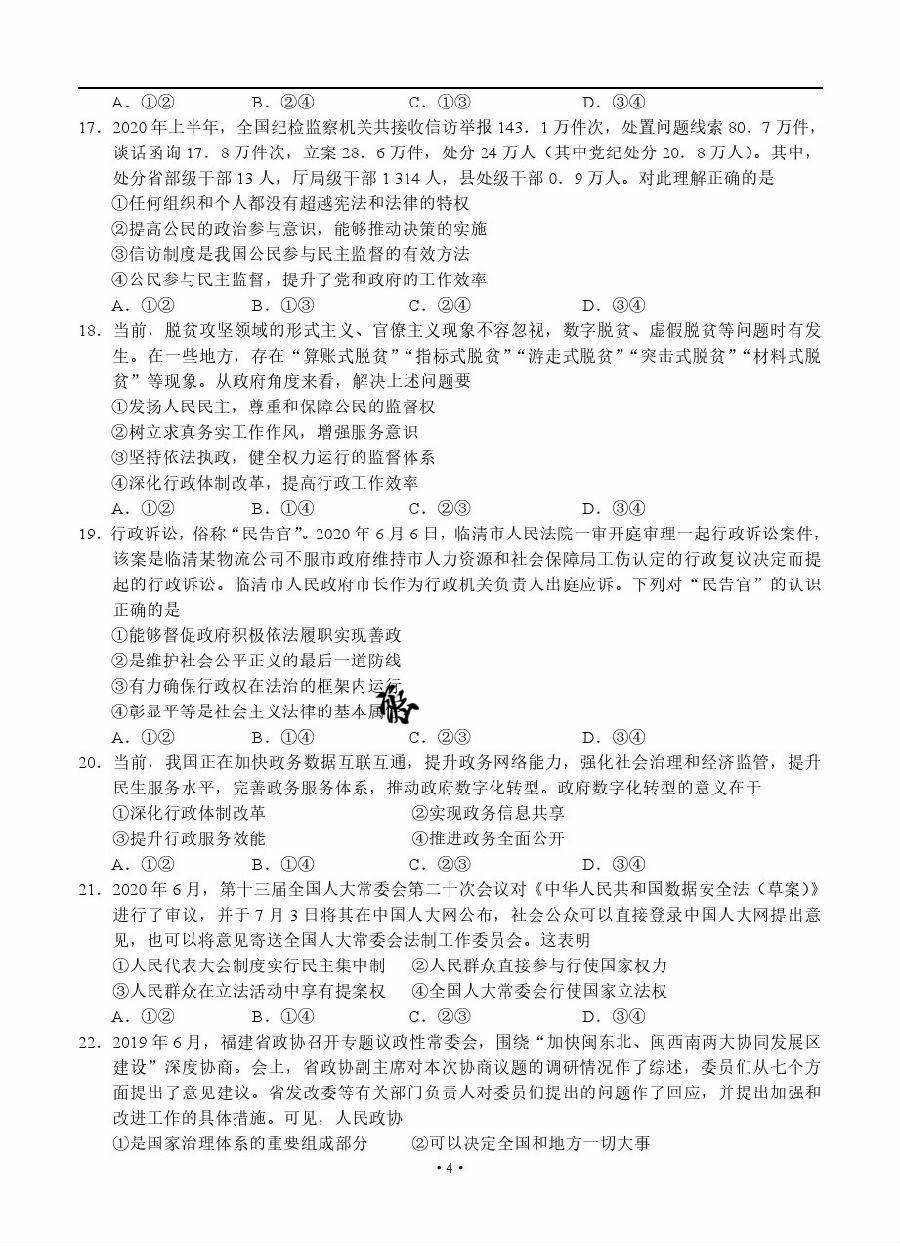 A．①②　B．②④　C．①③　D．③④
17．2020年上半年，全国纪检监察机关共接收信访举报143．1万件次，处置问题线索80．7万件，
谈话函询17．8万件次，立案28．6万件，处分24万人（其中党纪处分20．8万人）。其中，
处分省部级干部13人，厅局级干部1 314人，县处级干部0．9万人。对此理解正确的是
①任何组织和个人都没有超越宪法和法律的特权
②提高公民的政治参与意识，能够推动决策的实施
③信访制度是我国公民参与民主监督的有效方法
④公民参与民主监督，提升了党和政府的工作效率
A．①②　B．①③　C．②④　D．③④
18．当前，脱贫攻坚领域的形式主义、官僚主义现象不容忽视，数字脱贫、虚假脱贫等问题时有发
生。在一些地方，存在“算账式脱贫”“指标式脱贫”“游走式脱贫”“突击式脱贫”“材料式脱
贫”等现象。从政府角度来看，解决上述问题要
①发扬人民民主，尊重和保障公民的监督权
②树立求真务实工作作风，增强服务意识
③坚持依法执政，健全权力运行的监督体系
④深化行政体制改革，提高行政工作效率
A．①②　B．①④　C．②③　D．③④
19．行政诉讼，俗称“民告官”。2020年6月6日，临清市人民法院一审开庭审理一起行政诉讼案件，
该案是临清某物流公司不服市政府维持市人力资源和社会保障局工伤认定的行政复议决定而提
起的行政诉讼。临清市人民政府市长作为行政机关负责人出庭应诉。下列对“民告官”的认识
正确的是
①能够督促政府积极依法履职实现善政
②是维护社会公平正义的最后一道防线
③有力确保行政权在法治的框架内运行
④彰显平等是社会主义法律的基本属
A．①②　B．①④　C．②③　D．③④
20．当前，我国正在加快政务数据互联互通，提升政务网络能力，强化社会治理和经济监管，提升
民生服务水平，完善政务服务体系，推动政府数字化转型。政府数字化转型的意义在于
①深化行政体制改革　②实现政务信息共享
③提升行政服务效能　④推进政务全面公开
A．①②　B．①④　C．②③　D．③④
21．2020年6月，第十三届全国人大常委会第二十次会议对《中华人民共和国数据安全法（草案）》
进行了审议，并于7月3日将其在中国人大网公布，社会公众可以直接登录中国人大网提出意
见，也可以将意见寄送全国人大常委会法制工作委员会。这表明
①人民代表大会制度实行民主集中制　②人民群众直接参与行使国家权力
③人民群众在立法活动中享有提案权　④全国人大常委会行使国家立法权
A．①②　B．①④　C．②③　D．③④
22．2019年6月，福建省政协召开专题议政性常委会，围绕“加快闽东北、闽西南两大协同发展区
建设”深度协商。会上，省政协副主席对本次协商议题的调研情况作了综述，委员们从七个方
面提出了意见建议。省发改委等有关部门负责人对委员们提出的问题作了回应，并提出加强和
改进工作的具体措施。可见，人民政协
①是国家治理体系的重要组成部分　②可以决定全国和地方一切大事
·4·